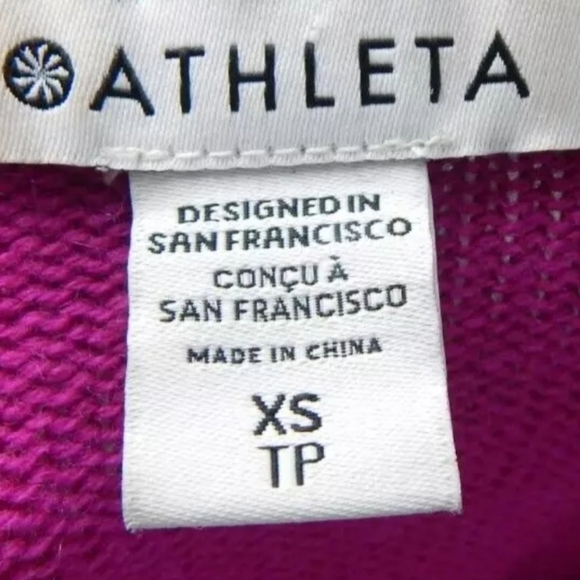 ATHLETA
DESIGNED IN
SAN FRANCISCO
CONÇU À
SAN FRANCISCO
MADE IN CHINA
XS
TP